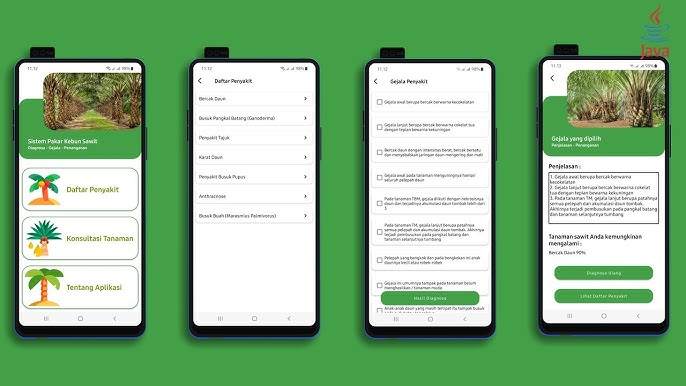 Java
11.12
98%
Sistem Pakar Kebun Sawit
Diagnosa - Gejala - Penanganan
Daftar Penyakit
Konsultasi Tanaman
Tentang Aplikasi
11.12
98%
Daftar Penyakit
Bercak Daun
Busuk Pangkal Batang (Ganoderma)
Penyakit Tajuk
Karat Daun
Penyakit Busuk Pupus
Anthracnose
Busuk Buah (Marasmius Palmivorus)
11.12
98%
Gejala Penyakit
Gejala awal berupa bercak berwarna kecokelatan
Gejala lanjut berupa bercak berwarna cokelat tua
dengan tepian bewarna kekuningan
Bercak daun dengan intensitas berat, bersatu
dan menyebabkan jaringan daun mengering dan mati
Gejala awal pada tanaman menguningnya hampir
seluruh pelepah daun
Pada tanaman TBM, gejala diikuti dengan nekrosisnya
daun dan terjadinya akumulasi daun tombak lebih dari
Pada tanaman TM, gejala lanjut berupa patahnya
semua pelepah dan akumulasi daun tombak.
Akhirnya terjadi pembusukan pada pangkal batang
dan tanaman selanjutnya tumbang
Pelepah yang bengkok dan pada bengkokan ini anak
daunnya kecil atau robek-robek
Gejala ini umumnya tampak pada tanaman belum
menghasilkan / tanaman muda
Hasil Diagnosa
Anak-anak daun yang masih terlipat itu tampak busuk
11.13
98%
Gejala yang dipilih
Penjelasan - Penanganan
Penjelasan :
1. Gejala awal berupa bercak berwarna
kecokelatan
2. Gejala lanjut berupa bercak berwarna cokelat
tua dengan tepian bewarna kekuningan
3. Pada tanaman TM, gejala lanjut berupa patahnya
semua pelepah dan akumulasi daun tombak.
Akhirnya terjadi pembusukan pada pangkal batang
dan tanaman selanjutnya tumbang.
Tanaman sawit Anda kemungkinan
mengalami :
Bercak Daun 90%
Diagnosa Ulang
Lihat Daftar Penyakit